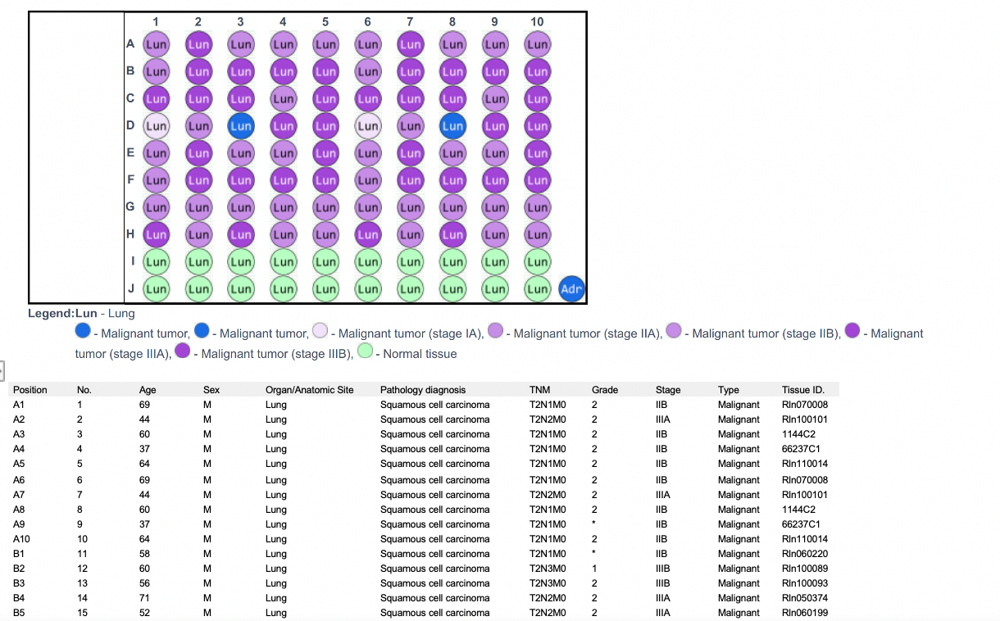 1 2 3 4 5 6 7 8 9 10
A Lun Lun Lun Lun Lun Lun Lun Lun Lun Lun
B Lun Lun Lun Lun Lun Lun Lun Lun Lun Lun
C Lun Lun Lun Lun Lun Lun Lun Lun Lun Lun
D Lun Lun Lun Lun Lun Lun Lun Lun Lun Lun
E Lun Lun Lun Lun Lun Lun Lun Lun Lun Lun
F Lun Lun Lun Lun Lun Lun Lun Lun Lun Lun
G Lun Lun Lun Lun Lun Lun Lun Lun Lun Lun
H Lun Lun Lun Lun Lun Lun Lun Lun Lun Lun
I Lun Lun Lun Lun Lun Lun Lun Lun Lun Lun
J Lun Lun Lun Lun Lun Lun Lun Lun Lun Lun Adr
Legend:Lun - Lung
- Malignant tumor, - Malignant tumor, - Malignant tumor (stage IA), - Malignant tumor (stage IIA), - Malignant tumor (stage IIB), - Malignant
tumor (stage IIIA), - Malignant tumor (stage IIIB), - Normal tissue
Position No. Age Sex Organ/Anatomic Site Pathology diagnosis TNM Grade Stage Type Tissue ID.
A1 1 69 M Lung Squamous cell carcinoma T2N1M0 2 IIB Malignant Rln070008
A2 2 44 M Lung Squamous cell carcinoma T2N2M0 2 IIIA Malignant Rln100101
A3 3 60 M Lung Squamous cell carcinoma T2N1M0 2 IIB Malignant 1144C2
A4 4 37 M Lung Squamous cell carcinoma T2N1M0 2 IIB Malignant 66237C1
A5 5 64 M Lung Squamous cell carcinoma T2N1M0 2 IIB Malignant Rln110014
A6 6 69 M Lung Squamous cell carcinoma T2N1M0 2 IIB Malignant Rln070008
A7 7 44 M Lung Squamous cell carcinoma T2N2M0 2 IIIA Malignant Rln100101
A8 8 60 M Lung Squamous cell carcinoma T2N1M0 2 IIB Malignant 1144C2
A9 9 37 M Lung Squamous cell carcinoma T2N1M0 * IIB Malignant 66237C1
A10 10 64 M Lung Squamous cell carcinoma T2N1M0 2 IIB Malignant Rln110014
B1 11 58 M Lung Squamous cell carcinoma T2N1M0 * IIB Malignant Rln060220
B2 12 60 M Lung Squamous cell carcinoma T2N3M0 1 IIIB Malignant Rln100089
B3 13 56 M Lung Squamous cell carcinoma T2N3M0 2 IIIB Malignant Rln100093
B4 14 71 M Lung Squamous cell carcinoma T2N2M0 2 IIIA Malignant Rln050374
B5 15 52 M Lung Squamous cell carcinoma T2N2M0 2 IIIA Malignant Rln060199